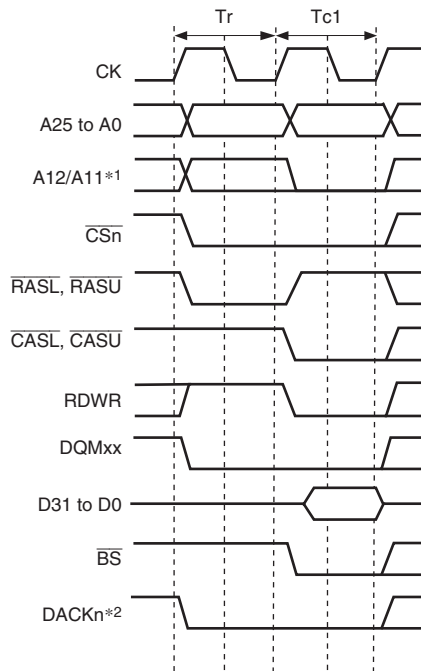 Tr Tc1
CK
A25 to A0
A12/A11*1
CSn
RASL, RASU
CASL, CASU
RDWR
DQMxx
D31 to D0
BS
DACKn*2